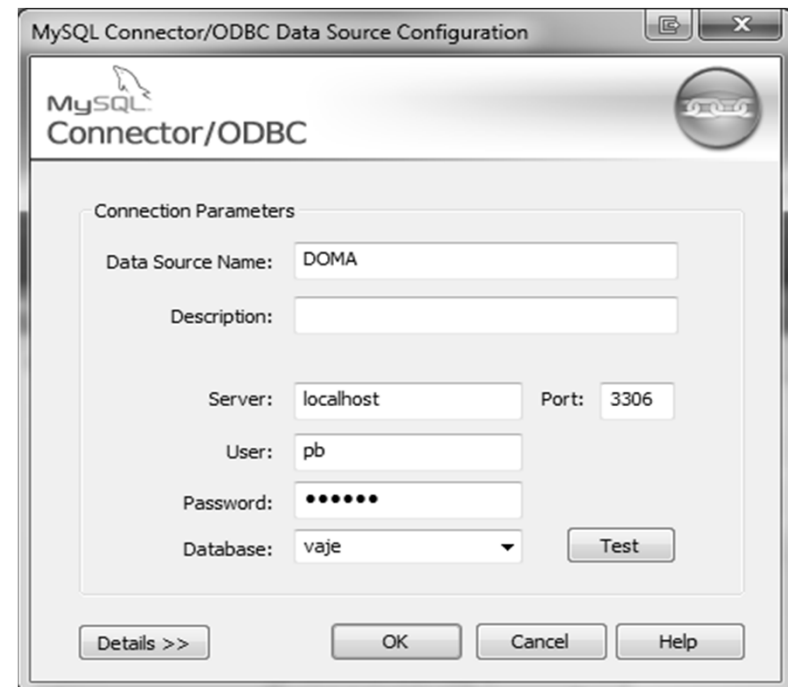 MySQL Connector/ODBC Data Source Configuration
MySQL
Connector/ODBC
Connection Parameters
Data Source Name: DOMA
Description:
Server: localhost Port: 3306
User: pb
Password: ••••••
Database: vaje Test
Details >> OK Cancel Help